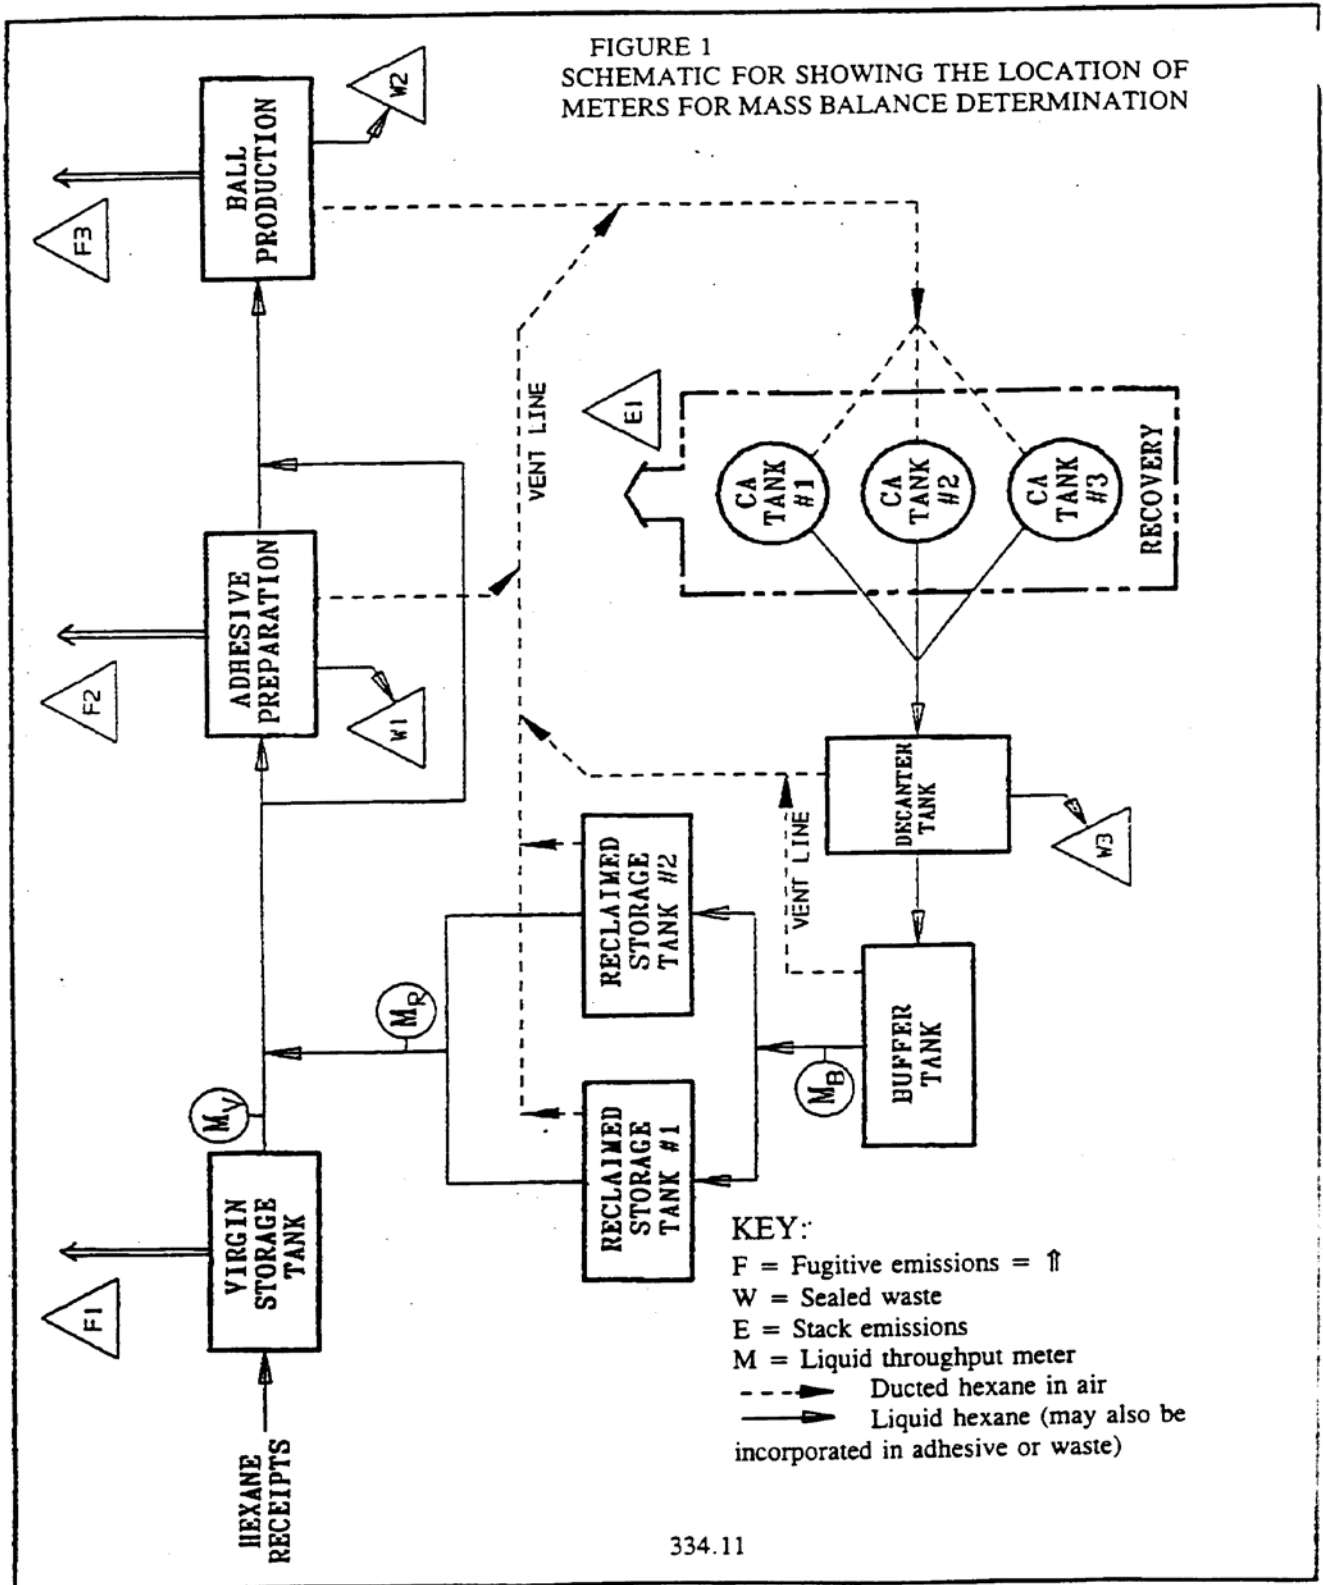 FIGURE 1
SCHEMATIC FOR SHOWING THE LOCATION OF
METERS FOR MASS BALANCE DETERMINATION
HEXANE
RECEIPTS
F1
VIRGIN
STORAGE
TANK
MV
F2
ADHESIVE
PREPARATION
W1
F3
BALL
PRODUCTION
W2
MR
VENT LINE
RECLAIMED
STORAGE
TANK #1
RECLAIMED
STORAGE
TANK #2
MB
BUFFER
TANK
VENT LINE
DECANTER
TANK
W3
E1
CA
TANK
#1
CA
TANK
#2
CA
TANK
#3
RECOVERY
KEY:
F = Fugitive emissions = ⇑
W = Sealed waste
E = Stack emissions
M = Liquid throughput meter
Ducted hexane in air
Liquid hexane (may also be
incorporated in adhesive or waste)
334.11